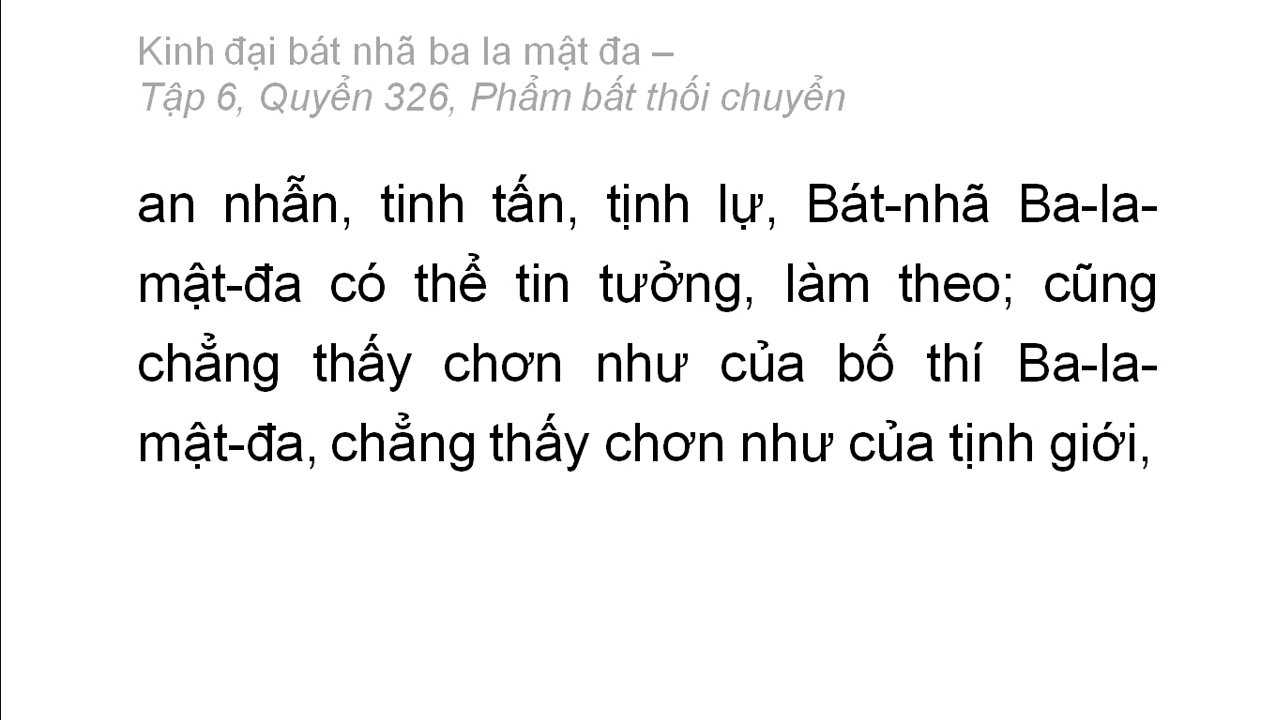 Kinh đại bát nhã ba la mật đa –
Tập 6, Quyển 326, Phẩm bất thối chuyển
an nhẫn, tinh tấn, tịnh lự, Bát-nhã Ba-la-
mật-đa có thể tin tưởng, làm theo; cũng
chẳng thấy chơn như của bố thí Ba-la-
mật-đa, chẳng thấy chơn như của tịnh giới,